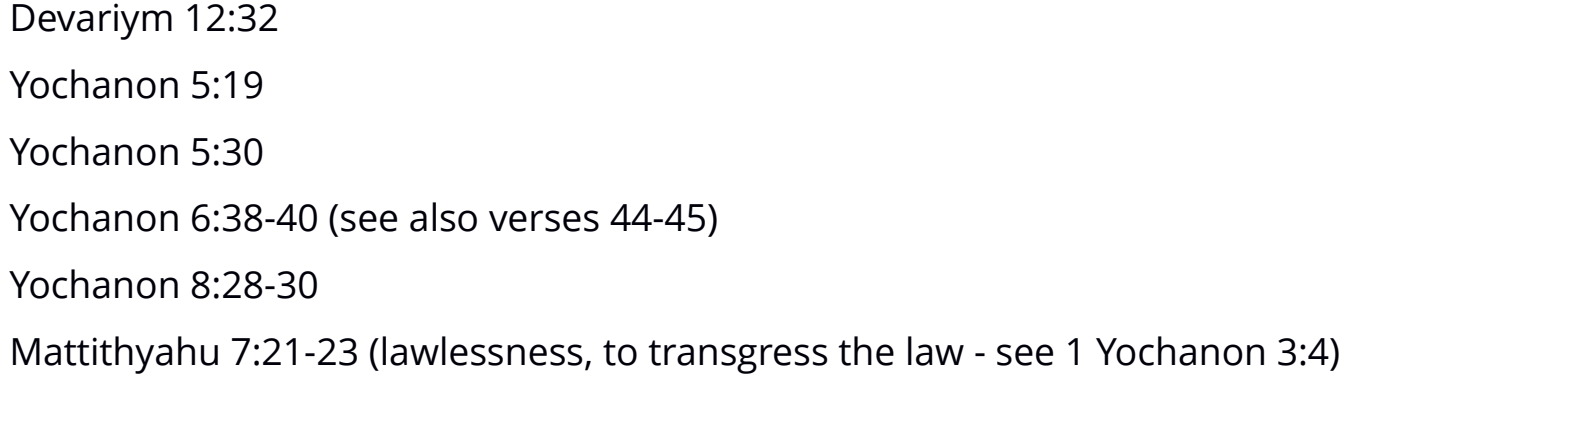 Devariym 12:32
Yochanon 5:19
Yochanon 5:30
Yochanon 6:38-40 (see also verses 44-45)
Yochanon 8:28-30
Mattithyahu 7:21-23 (lawlessness, to transgress the law - see 1 Yochanon 3:4)